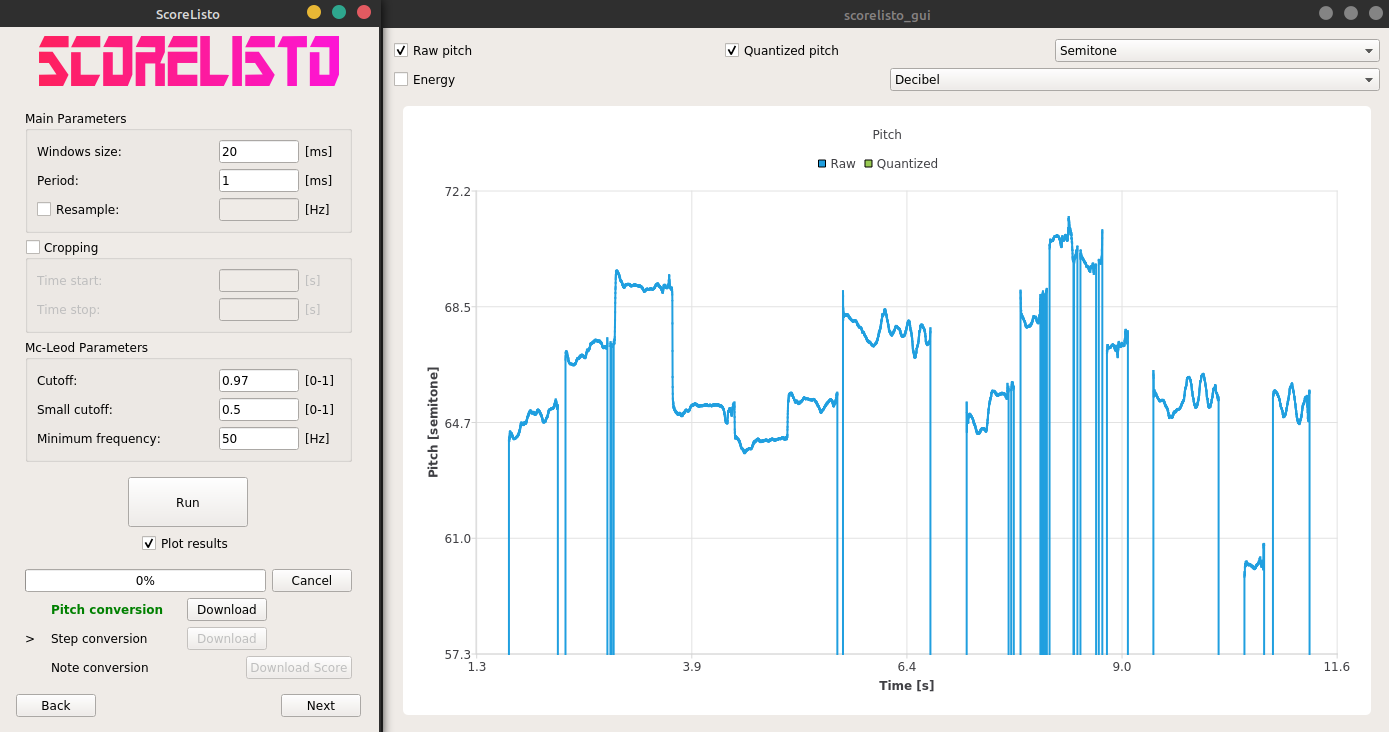 ScoreListo
SCORELISTO
Main Parameters
Windows size: 20 [ms]
Period: 1 [ms]
Resample: [Hz]
Cropping
Time start: [s]
Time stop: [s]
Mc-Leod Parameters
Cutoff: 0.97 [0-1]
Small cutoff: 0.5 [0-1]
Minimum frequency: 50 [Hz]
Run
Plot results
0% Cancel
Pitch conversion Download
> Step conversion Download
Note conversion Download Score
Back Next
scorelisto_gui
Raw pitch Quantized pitch Semitone
Energy Decibel
Pitch
Raw Quantized
72.2
68.5
64.7
61.0
57.3
Pitch [semitone]
1.3 3.9 6.4 9.0 11.6
Time [s]